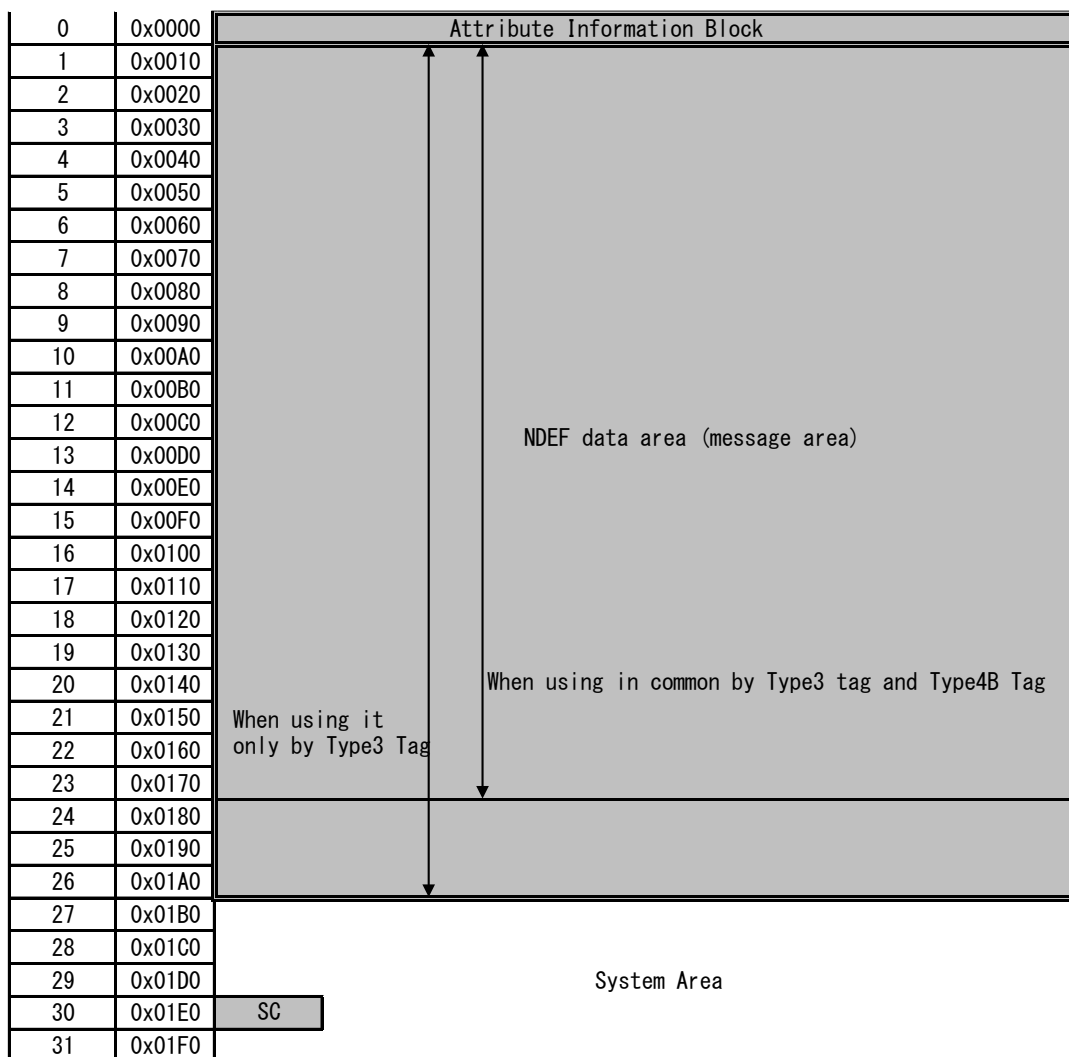 0 0x0000 Attribute Information Block
1 0x0010
2 0x0020
3 0x0030
4 0x0040
5 0x0050
6 0x0060
7 0x0070
8 0x0080
9 0x0090
10 0x00A0
11 0x00B0
12 0x00C0
NDEF data area (message area)
13 0x00D0
14 0x00E0
15 0x00F0
16 0x0100
17 0x0110
18 0x0120
19 0x0130
20 0x0140 When using in common by Type3 tag and Type4B Tag
21 0x0150 When using it
22 0x0160 only by Type3 Tag
23 0x0170
24 0x0180
25 0x0190
26 0x01A0
27 0x01B0
28 0x01C0
29 0x01D0 System Area
30 0x01E0 SC
31 0x01F0